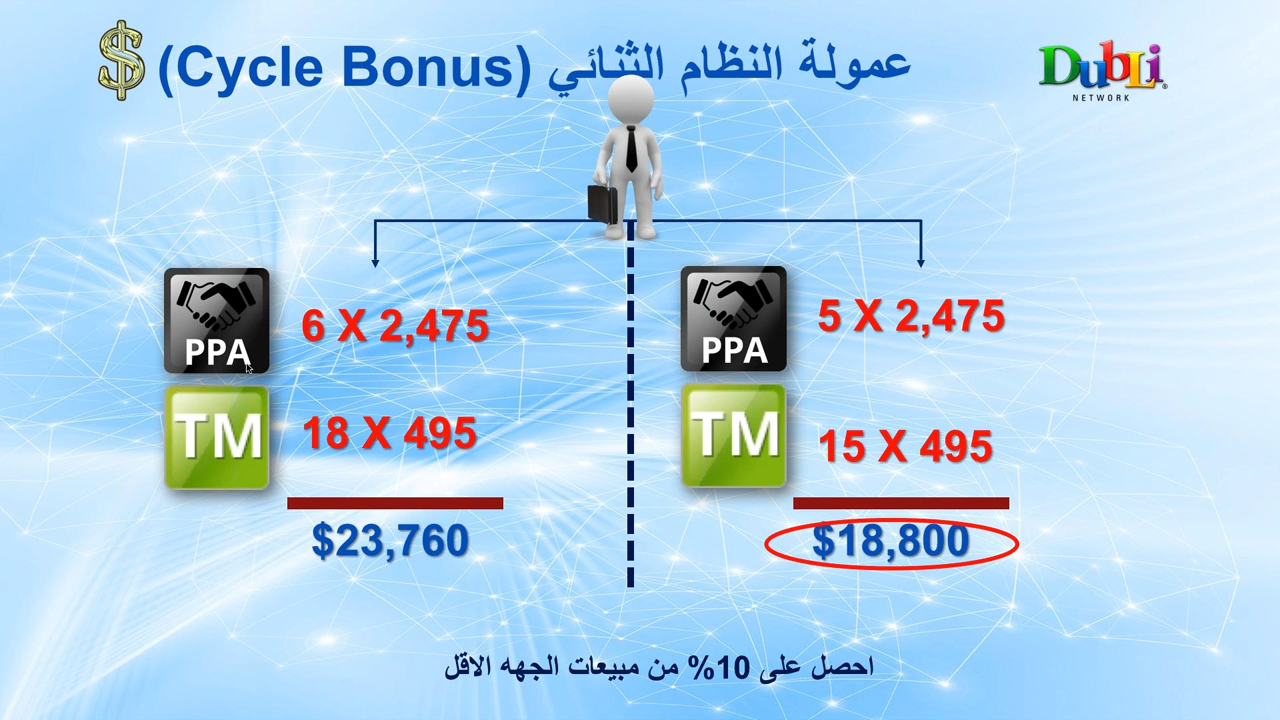 عمولة النظام الثنائي (Cycle Bonus) $
DubLi®
NETWORK
PPA 6 X 2,475
TM 18 X 495
$23,760
PPA 5 X 2,475
TM 15 X 495
$18,800
احصل على 10% من مبيعات الجهه الاقل